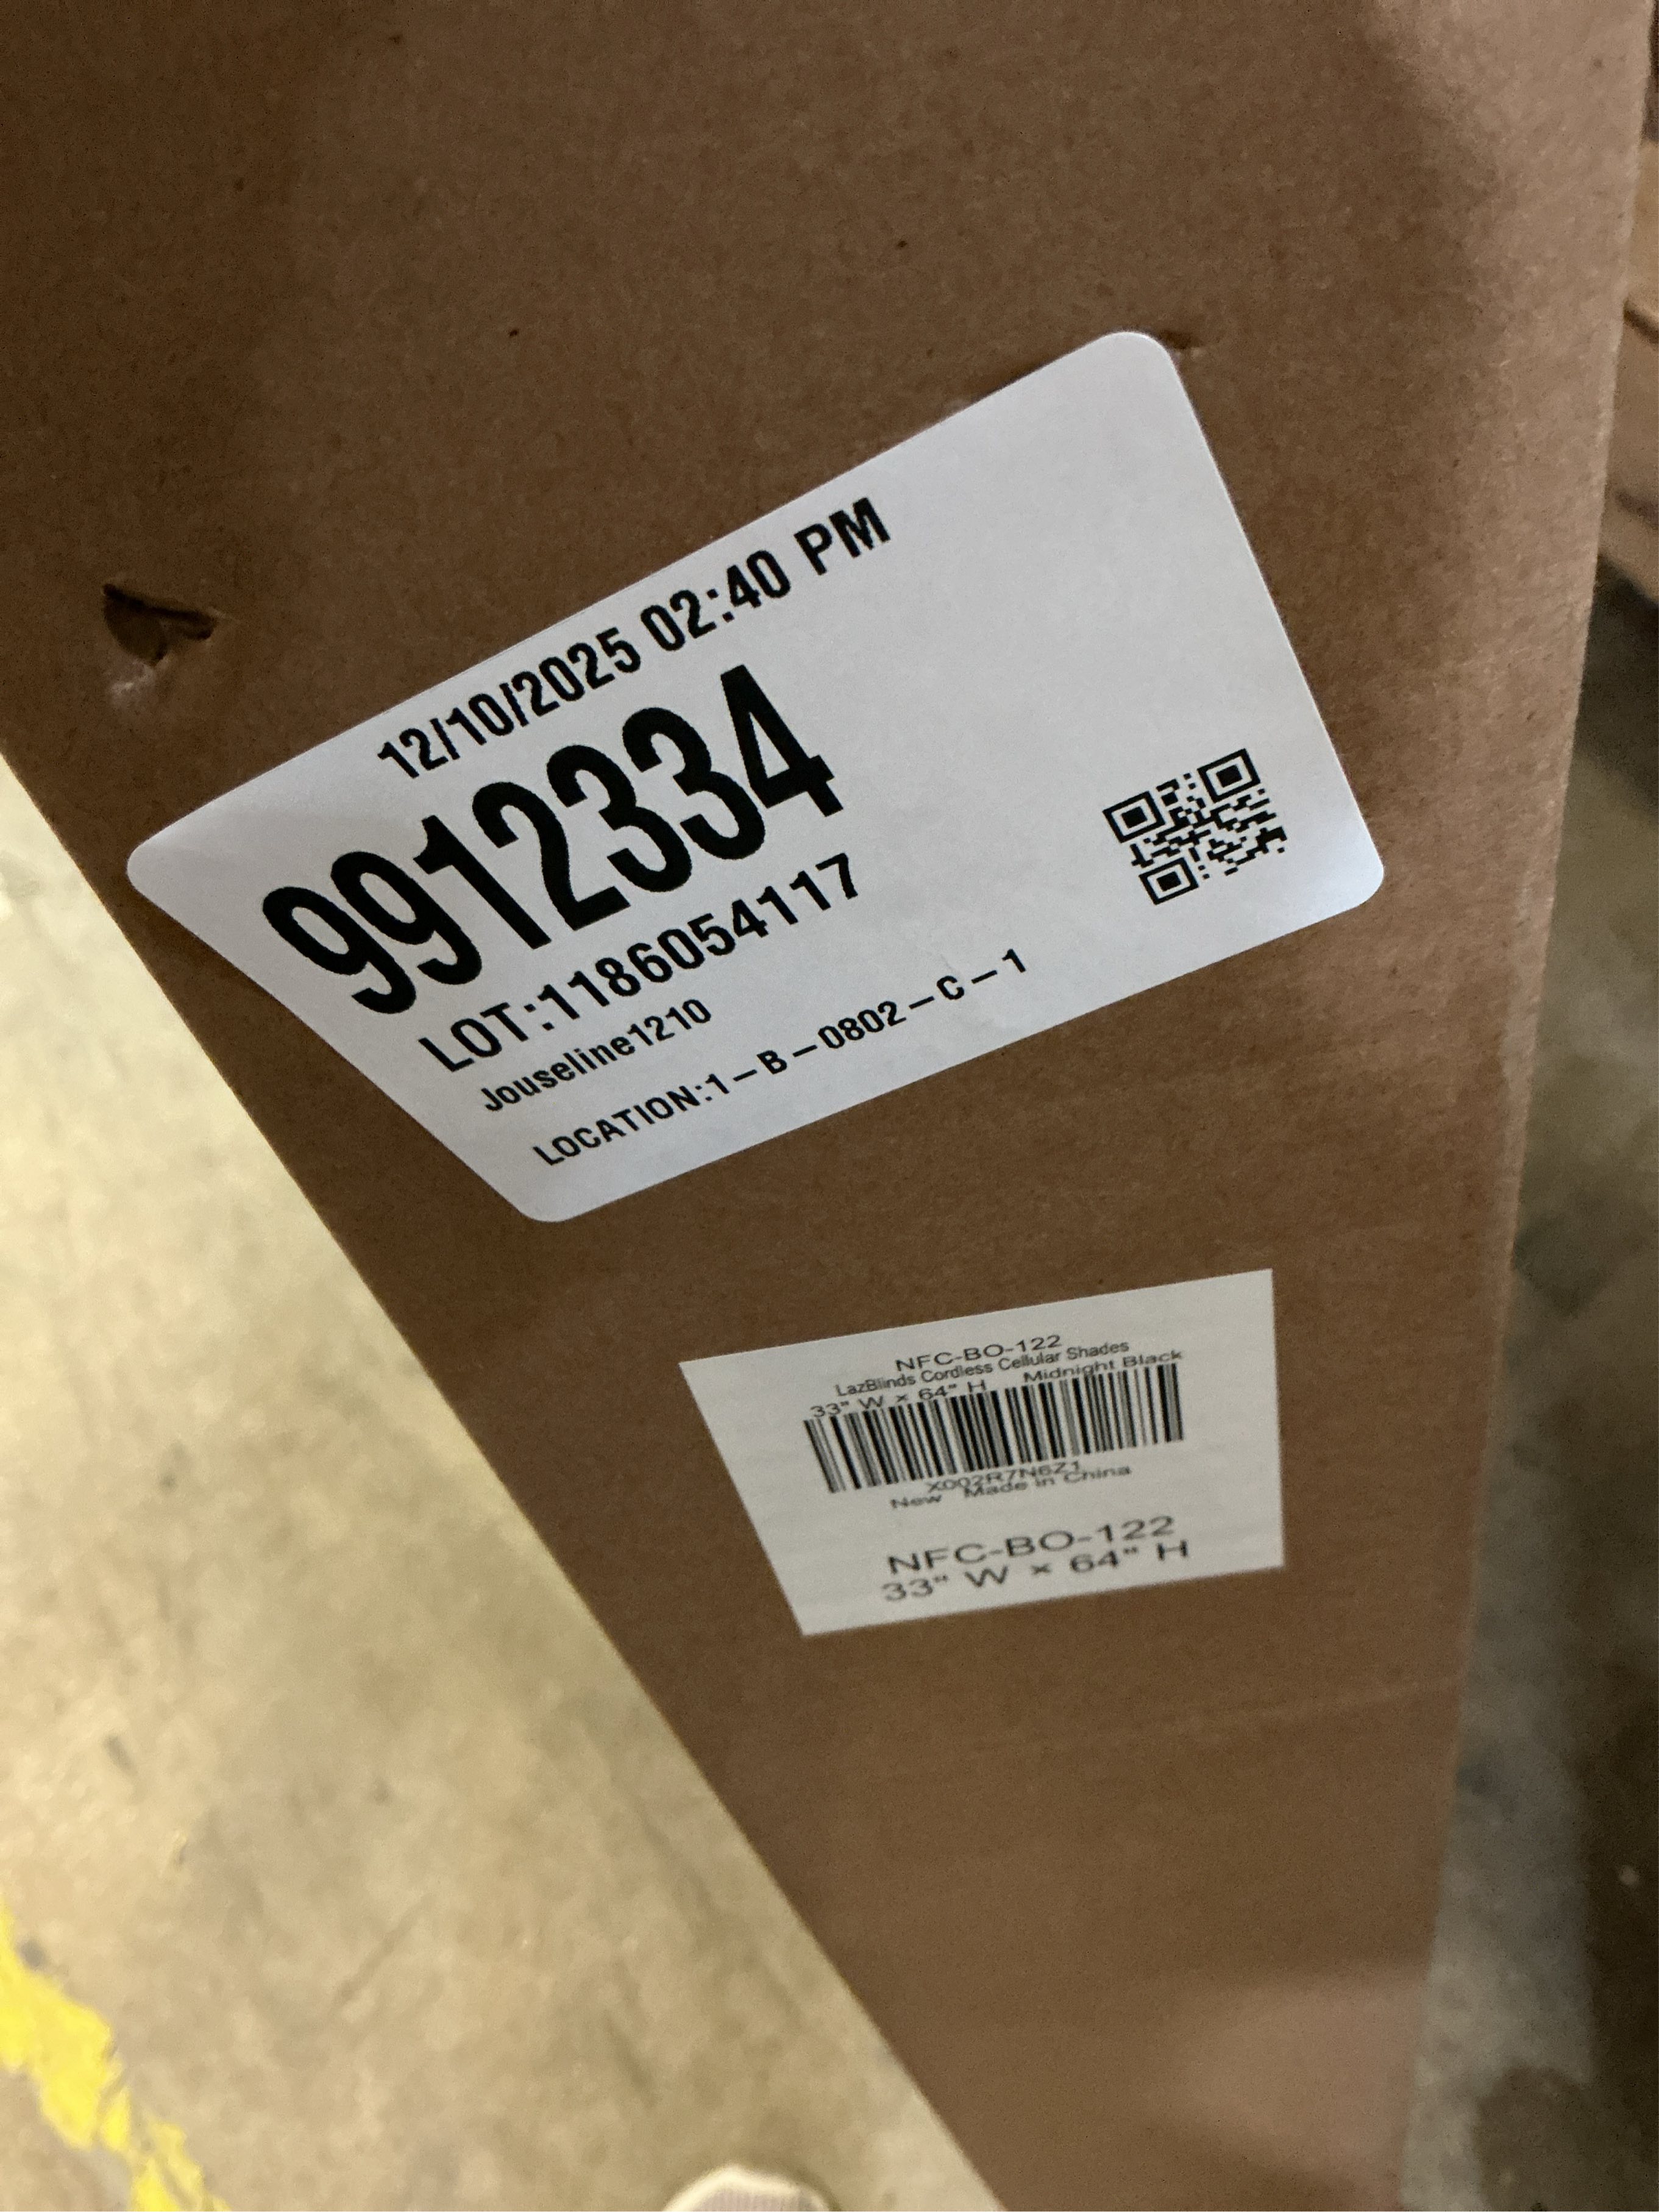 12/10/2025 02:40 PM
9912334
LOT:1186054117
Jouseline1210
LOCATION:1-B-0802-C-1
NFC-BO-122
LazBlinds Cordless Cellular Shades
33" W × 64" H Midnight Black
X002R7N6Z1
New Made in China
NFC-BO-122
33" W × 64" H